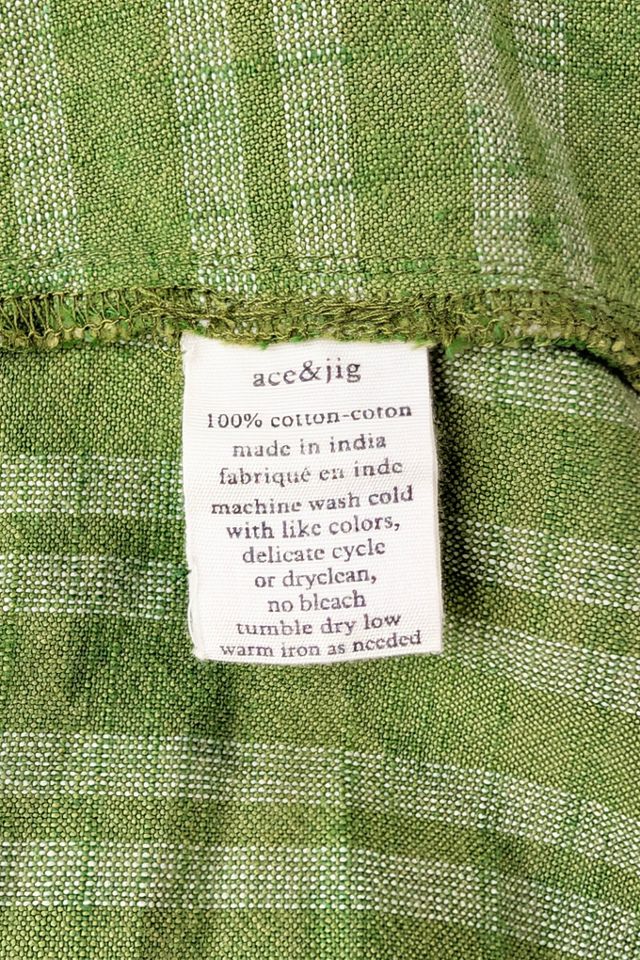 ace&jig
100% cotton-coton
made in india
fabriqué en inde
machine wash cold
with like colors,
delicate cycle
or dryclean,
no bleach
tumble dry low
warm iron as needed